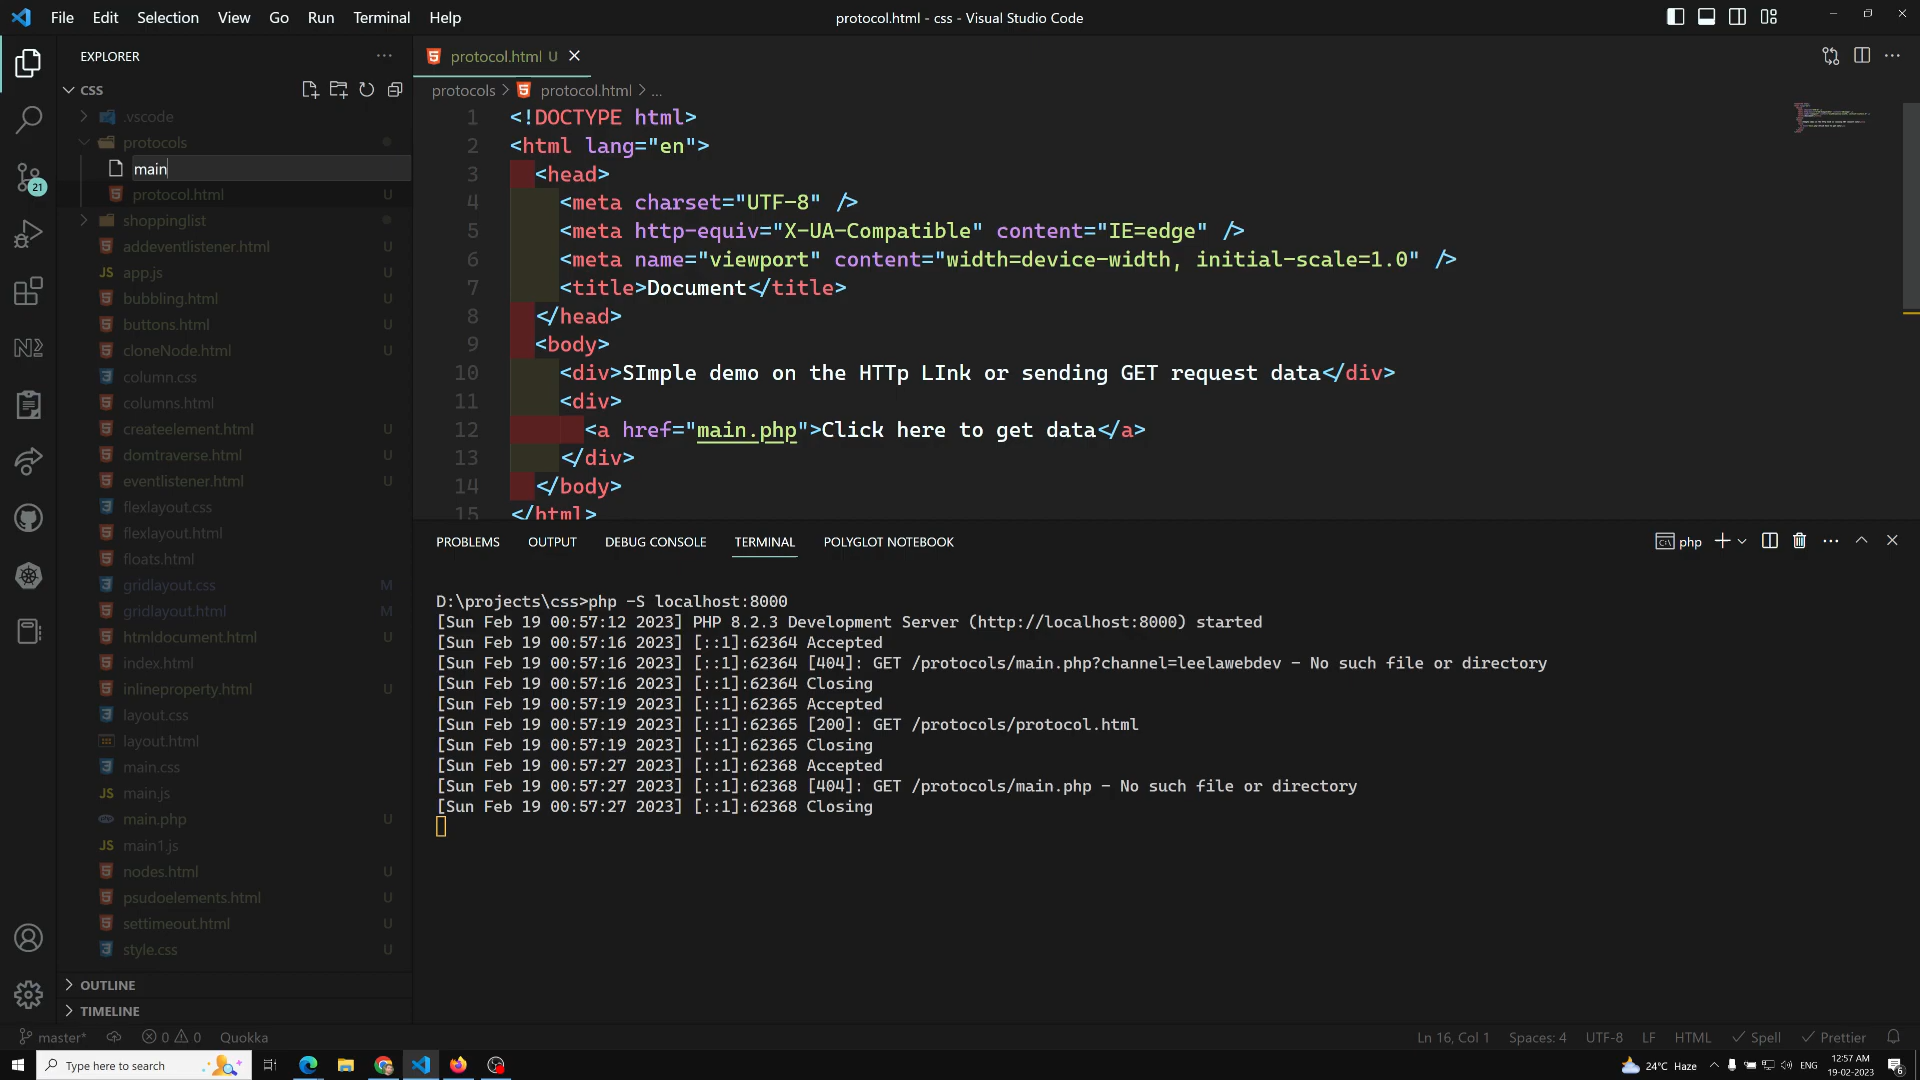 File Edit Selection View Go Run Terminal Help
protocol.html - css - Visual Studio Code
EXPLORER
CSS
.vscode
protocols
main
protocol.html U
shoppinglist
addeventlistener.html U
JS app.js U
bubbling.html U
buttons.html U
cloneNode.html U
column.css
columns.html
createelement.html U
domtraverse.html U
eventlistener.html U
flexlayout.css
flexlayout.html
floats.html
gridlayout.css M
gridlayout.html M
htmldocument.html U
index.html
inlineproperty.html U
layout.css
layout.html
main.css
JS main.js
main.php U
JS main1.js
nodes.html U
psudoelements.html U
settimeout.html U
style.css U
OUTLINE
TIMELINE
21
protocol.html U
protocols > protocol.html > ...
1 <!DOCTYPE html>
2 <html lang="en">
3 <head>
4 <meta charset="UTF-8" />
5 <meta http-equiv="X-UA-Compatible" content="IE=edge" />
6 <meta name="viewport" content="width=device-width, initial-scale=1.0" />
7 <title>Document</title>
8 </head>
9 <body>
10 <div>SImple demo on the HTTp LInk or sending GET request data</div>
11 <div>
12 <a href="main.php">Click here to get data</a>
13 </div>
14 </body>
15 </html>
PROBLEMS OUTPUT DEBUG CONSOLE TERMINAL POLYGLOT NOTEBOOK
php
D:\projects\css>php -S localhost:8000
[Sun Feb 19 00:57:12 2023] PHP 8.2.3 Development Server (http://localhost:8000) started
[Sun Feb 19 00:57:16 2023] [::1]:62364 Accepted
[Sun Feb 19 00:57:16 2023] [::1]:62364 [404]: GET /protocols/main.php?channel=leelawebdev - No such file or directory
[Sun Feb 19 00:57:16 2023] [::1]:62364 Closing
[Sun Feb 19 00:57:19 2023] [::1]:62365 Accepted
[Sun Feb 19 00:57:19 2023] [::1]:62365 [200]: GET /protocols/protocol.html
[Sun Feb 19 00:57:19 2023] [::1]:62365 Closing
[Sun Feb 19 00:57:27 2023] [::1]:62368 Accepted
[Sun Feb 19 00:57:27 2023] [::1]:62368 [404]: GET /protocols/main.php - No such file or directory
[Sun Feb 19 00:57:27 2023] [::1]:62368 Closing
master* 0 0 Quokka
Ln 16, Col 1 Spaces: 4 UTF-8 LF HTML Spell Prettier
Type here to search
24°C Haze ENG
12:57 AM
19-02-2023
6